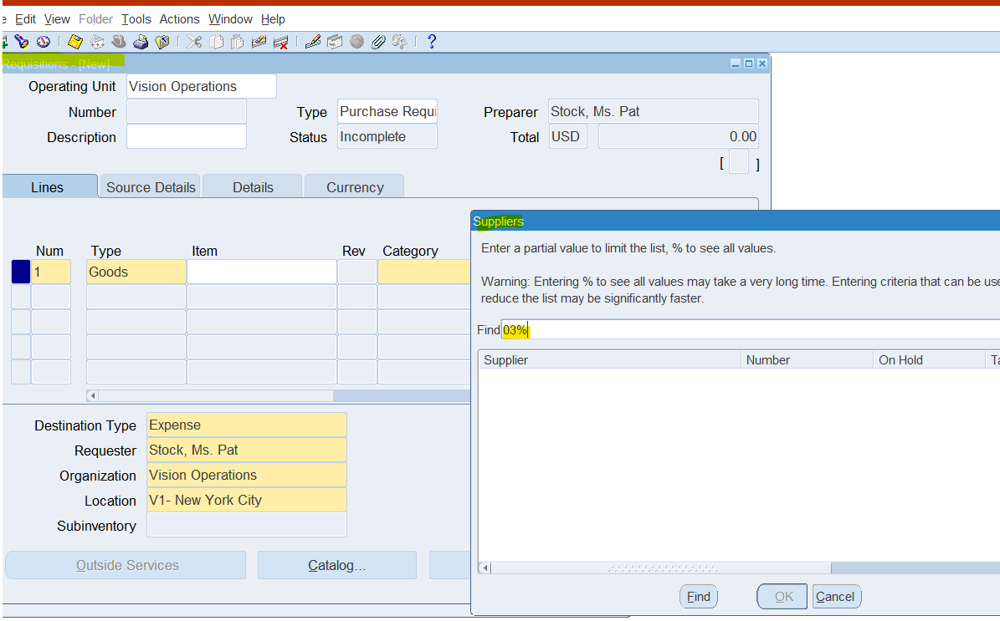 e Edit View Folder Tools Actions Window Help
?
Requisitions - [New]
Operating Unit Vision Operations
Number Type Purchase Requi Preparer Stock, Ms. Pat
Description Status Incomplete Total USD 0.00
[ ]
Lines Source Details Details Currency
Num Type Item Rev Category
1 Goods
Destination Type Expense
Requester Stock, Ms. Pat
Organization Vision Operations
Location V1- New York City
Subinventory
Outside Services Catalog...
Suppliers
Enter a partial value to limit the list, % to see all values.
Warning: Entering % to see all values may take a very long time. Entering criteria that can be use
reduce the list may be significantly faster.
Find 03%
Supplier Number On Hold Ta
Find OK Cancel